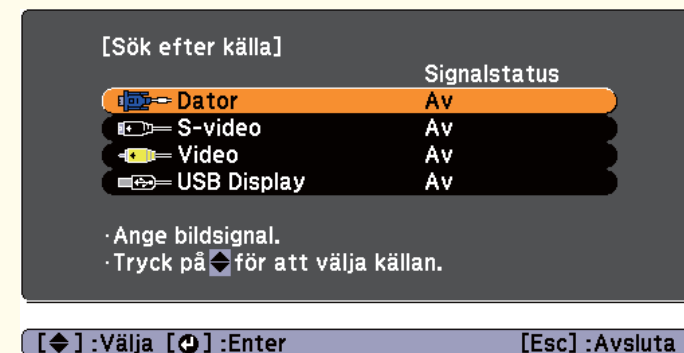 [Sök efter källa]
Signalstatus
Dator Av
S-video Av
Video Av
USB Display Av
·Ange bildsignal.
·Tryck på för att välja källan.
[ ] :Välja [ ] :Enter [Esc] :Avsluta